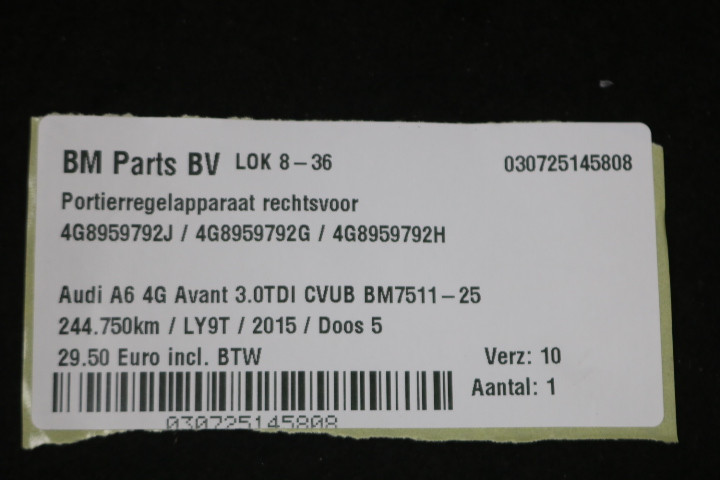 BM Parts BV LOK 8-36 030725145808
Portierregelapparaat rechtsvoor
4G8959792J / 4G8959792G / 4G8959792H
Audi A6 4G Avant 3.0TDI CVUB BM7511-25
244.750km / LY9T / 2015 / Doos 5
29.50 Euro incl. BTW Verz: 10
Aantal: 1
030725145808